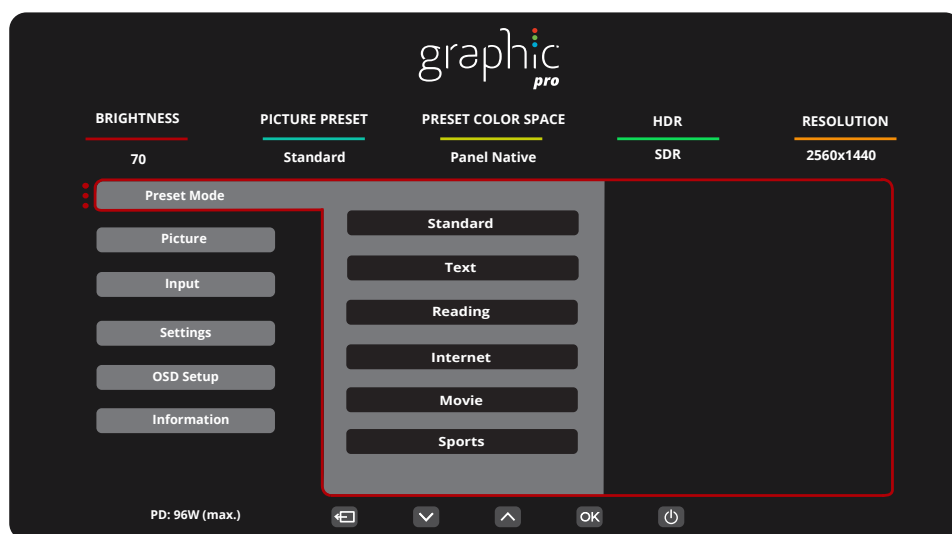 graphic
pro
BRIGHTNESS PICTURE PRESET PRESET COLOR SPACE HDR RESOLUTION
70 Standard Panel Native SDR 2560x1440
Preset Mode
Picture
Input
Settings
OSD Setup
Information
Standard
Text
Reading
Internet
Movie
Sports
PD: 96W (max.) OK